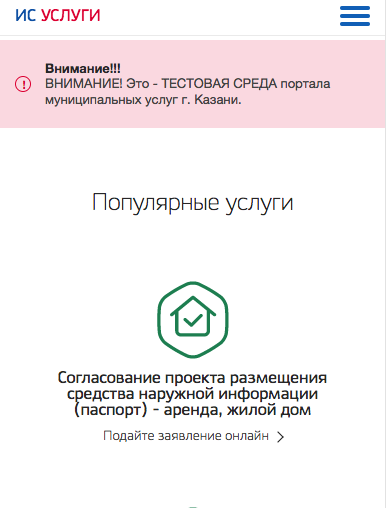 ИС УСЛУГИ
Внимание!!!
ВНИМАНИЕ! Это - ТЕСТОВАЯ СРЕДА портала
муниципальных услуг г. Казани.
Популярные услуги
Согласование проекта размещения
средства наружной информации
(паспорт) - аренда, жилой дом
Подайте заявление онлайн